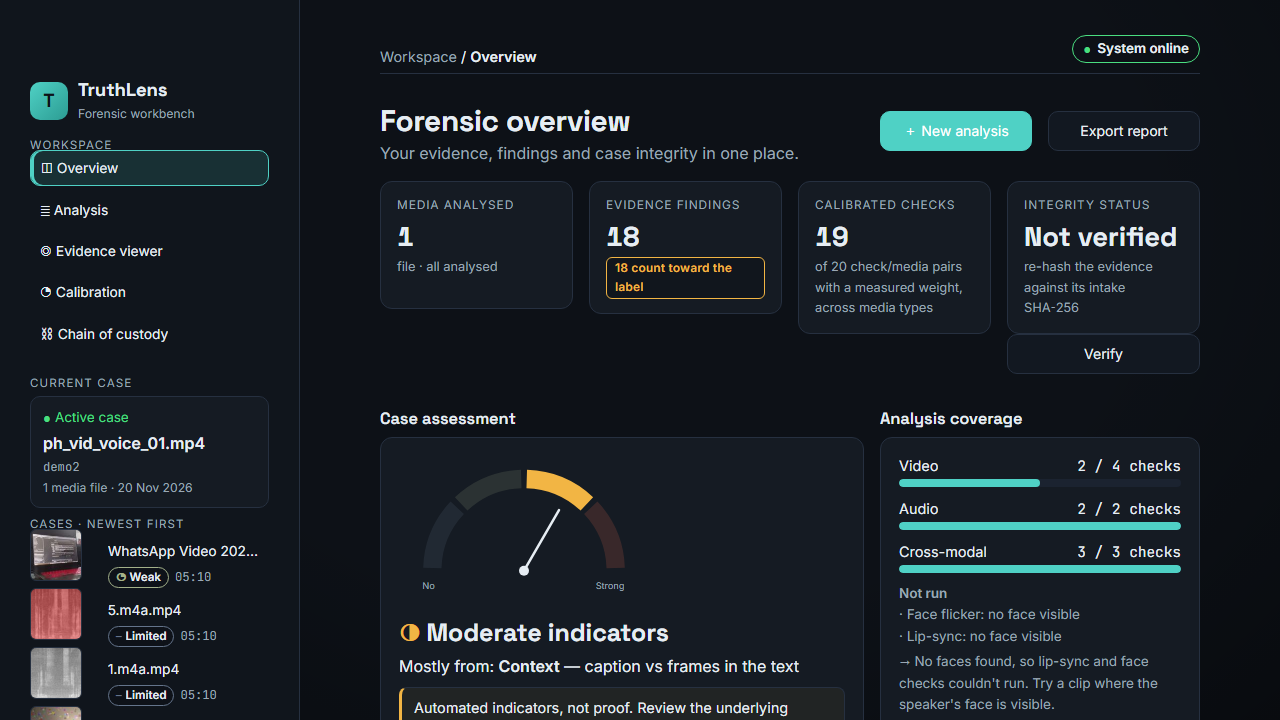 T
TruthLens
Forensic workbench
WORKSPACE
Overview
Analysis
Evidence viewer
Calibration
Chain of custody
CURRENT CASE
● Active case
ph_vid_voice_01.mp4
demo2
1 media file · 20 Nov 2026
CASES · NEWEST FIRST
WhatsApp Video 202...
Weak 05:10
5.m4a.mp4
– Limited 05:10
1.m4a.mp4
– Limited 05:10
Workspace / Overview
● System online
Forensic overview
Your evidence, findings and case integrity in one place.
+ New analysis
Export report
MEDIA ANALYSED
1
file · all analysed
EVIDENCE FINDINGS
18
18 count toward the
label
CALIBRATED CHECKS
19
of 20 check/media pairs
with a measured weight,
across media types
INTEGRITY STATUS
Not verified
re-hash the evidence
against its intake
SHA-256
Verify
Case assessment
No
Strong
Moderate indicators
Mostly from: Context — caption vs frames in the text
Automated indicators, not proof. Review the underlying
Analysis coverage
Video 2 / 4 checks
Audio 2 / 2 checks
Cross-modal 3 / 3 checks
Not run
· Face flicker: no face visible
· Lip-sync: no face visible
→ No faces found, so lip-sync and face
checks couldn't run. Try a clip where the
speaker's face is visible.